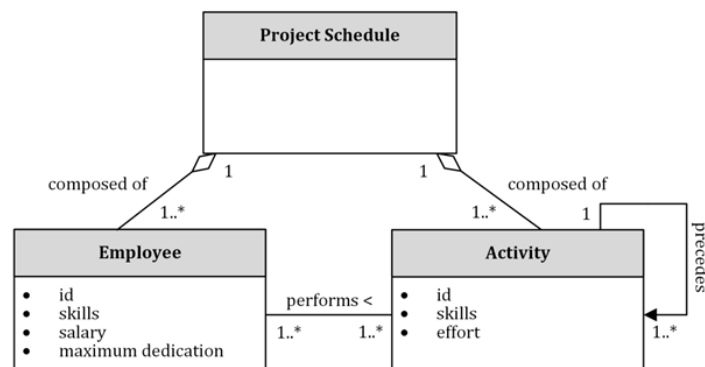 Project Schedule
1
1
composed of
composed of
1..*
1..*
1
precedes
Employee
Activity
• id
• skills
• salary
• maximum dedication
performs <
1..*
1..*
• id
• skills
• effort
1..*